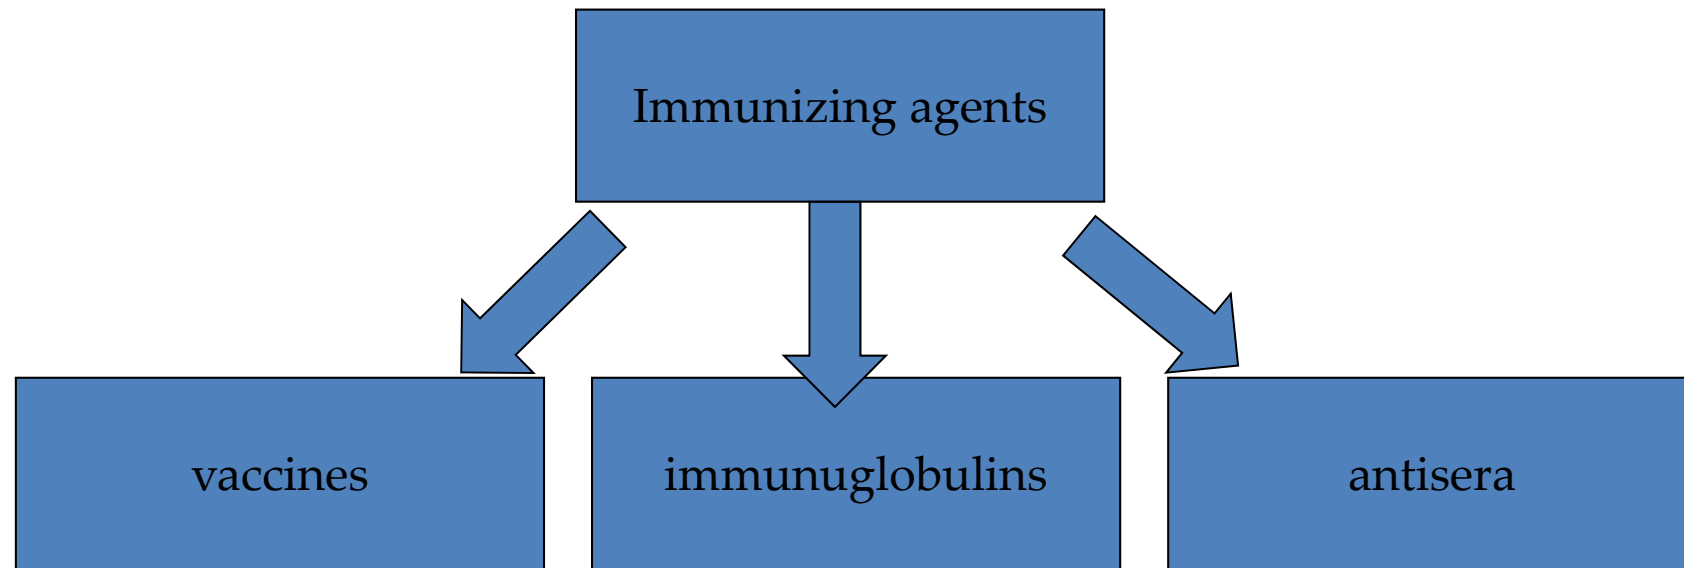 Immunizing agents
vaccines
immunuglobulins
antisera